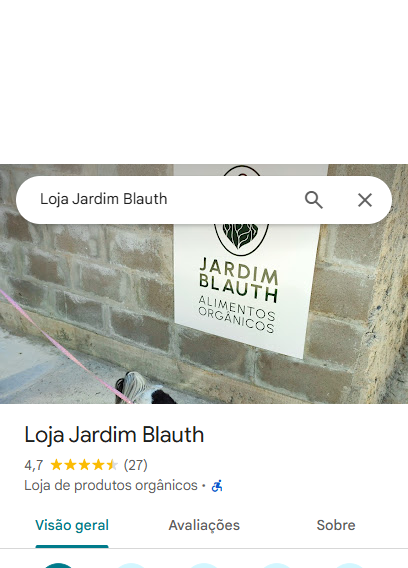 Loja Jardim Blauth
JARDIM
BLAUTH
ALIMENTOS
ORGÂNICOS
Loja Jardim Blauth
4,7 (27)
Loja de produtos orgânicos ·
Visão geral
Avaliações
Sobre